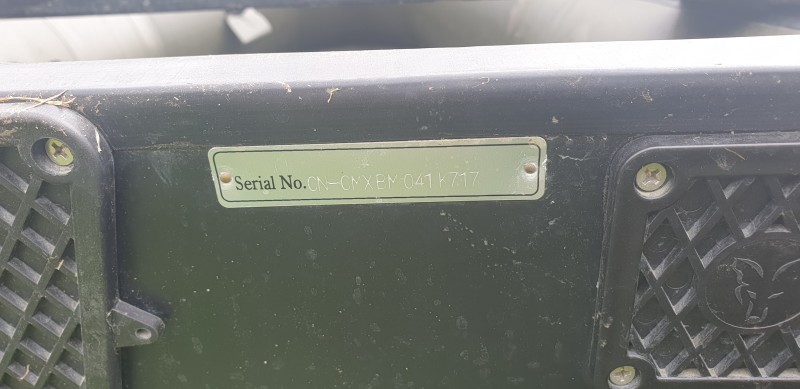 Serial No. CN-CMXBMC41K717